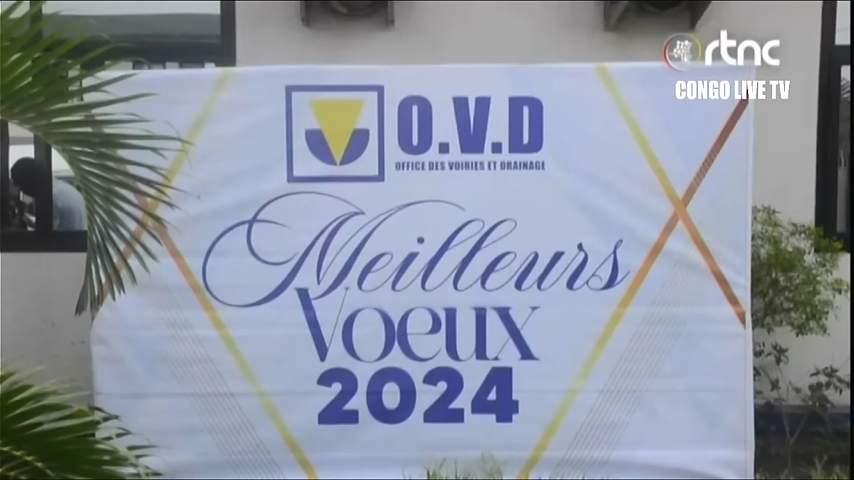 rtnc
CONGO LIVE TV
O.V.D
OFFICE DES VOIRIES ET DRAINAGE
Meilleurs
Voeux
2024